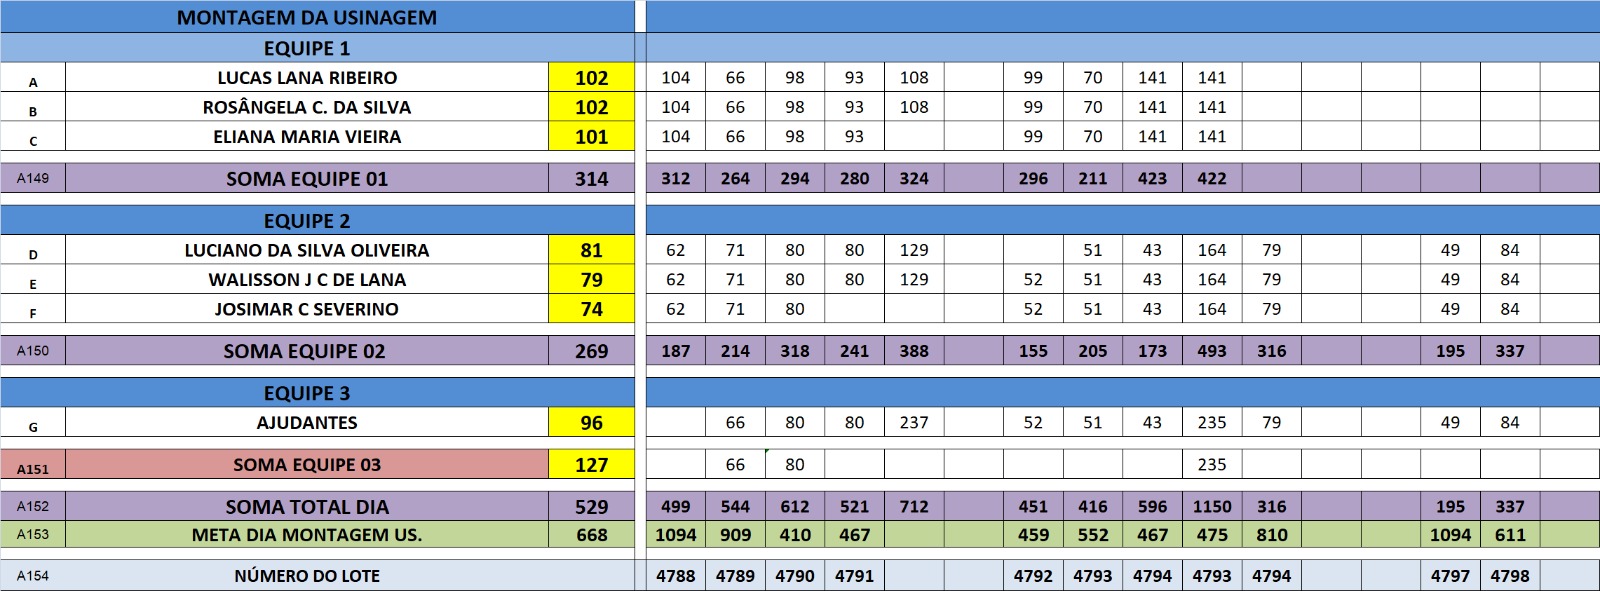 MONTAGEM DA USINAGEM
EQUIPE 1
A LUCAS LANA RIBEIRO 102 104 66 98 93 108 99 70 141 141
B ROSÂNGELA C. DA SILVA 102 104 66 98 93 108 99 70 141 141
C ELIANA MARIA VIEIRA 101 104 66 98 93 99 70 141 141
A149 SOMA EQUIPE 01 314 312 264 294 280 324 296 211 423 422
EQUIPE 2
D LUCIANO DA SILVA OLIVEIRA 81 62 71 80 80 129 51 43 164 79 49 84
E WALISSON J C DE LANA 79 62 71 80 80 129 52 51 43 164 79 49 84
F JOSIMAR C SEVERINO 74 62 71 80 52 51 43 164 79 49 84
A150 SOMA EQUIPE 02 269 187 214 318 241 388 155 205 173 493 316 195 337
EQUIPE 3
G AJUDANTES 96 66 80 80 237 52 51 43 235 79 49 84
A151 SOMA EQUIPE 03 127 66 80 235
A152 SOMA TOTAL DIA 529 499 544 612 521 712 451 416 596 1150 316 195 337
A153 META DIA MONTAGEM US. 668 1094 909 410 467 459 552 467 475 810 1094 611
A154 NÚMERO DO LOTE 4788 4789 4790 4791 4792 4793 4794 4793 4794 4797 4798